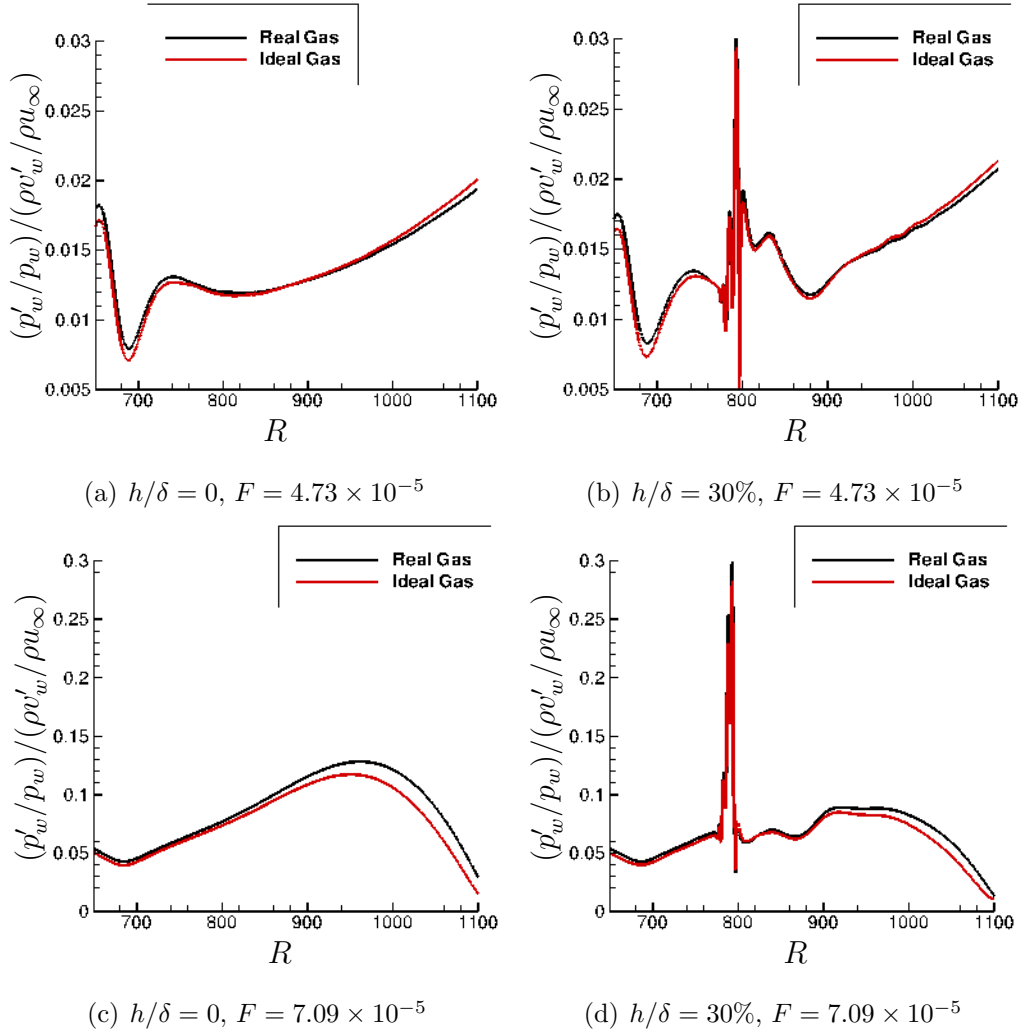 Real Gas
Ideal Gas
(p′_w/p_w)/(ρv′_w/ρu_∞)
0.03
0.025
0.02
0.015
0.01
0.005
700 800 900 1000 1100
R
(a) h/δ = 0, F = 4.73 × 10⁻⁵
Real Gas
Ideal Gas
(p′_w/p_w)/(ρv′_w/ρu_∞)
0.03
0.025
0.02
0.015
0.01
0.005
700 800 900 1000 1100
R
(b) h/δ = 30%, F = 4.73 × 10⁻⁵
Real Gas
Ideal Gas
(p′_w/p_w)/(ρv′_w/ρu_∞)
0.3
0.25
0.2
0.15
0.1
0.05
0
700 800 900 1000 1100
R
(c) h/δ = 0, F = 7.09 × 10⁻⁵
Real Gas
Ideal Gas
(p′_w/p_w)/(ρv′_w/ρu_∞)
0.3
0.25
0.2
0.15
0.1
0.05
0
700 800 900 1000 1100
R
(d) h/δ = 30%, F = 7.09 × 10⁻⁵